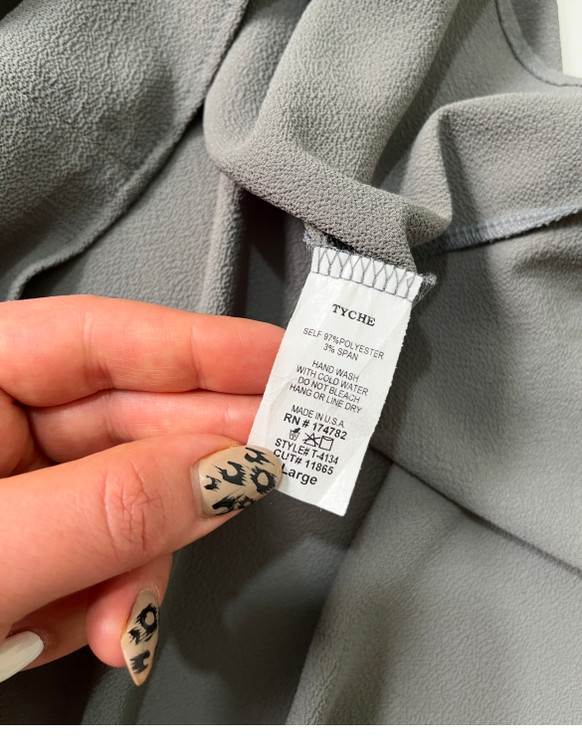 TYCHE
SELF 97%POLYESTER
3% SPAN
HAND WASH
WITH COLD WATER
DO NOT BLEACH
HANG OR LINE DRY
MADE IN U.S.A.
RN # 174782
STYLE# T-4134
CUT# 11865
Large